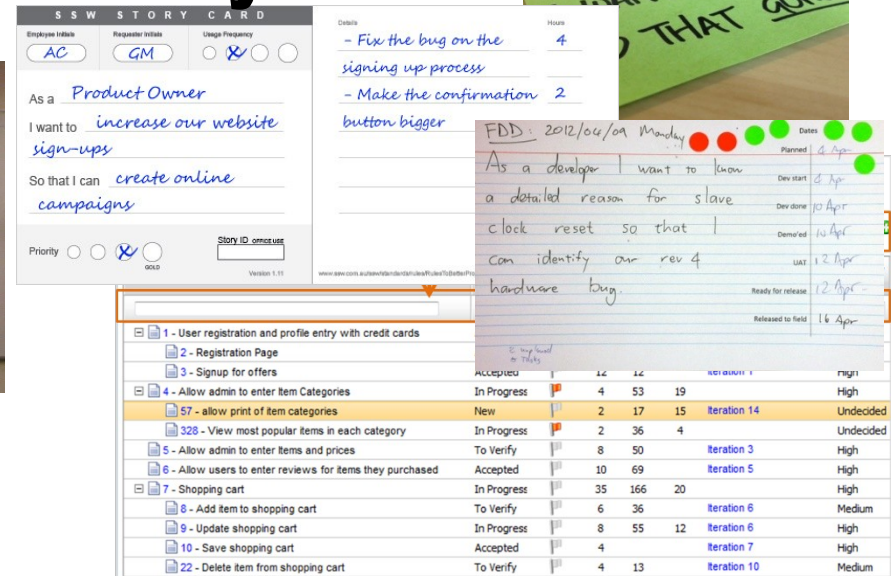 SSW STORY CARD
Employee Initials Requester Initials Usage Frequency
AC GM
As a Product Owner
I want to increase our website
sign-ups
So that I can create online
campaigns
Priority
GOLD
Story ID OFFICE USE
Version 1.11
Details Hours
- Fix the bug on the 4
signing up process
- Make the confirmation 2
button bigger
THAT
FDD: 2012/04/09 Monday
As a developer I want to know
a detailed reason for slave
clock reset so that I
can identify our rev 4
hardware bug.
Dates
Planned 4 Apr
Dev start 4 Apr
Dev done 10 Apr
Demo'ed 10 Apr
UAT 12 Apr
Ready for release 12 Apr
Released to field 16 Apr
1 - User registration and profile entry with credit cards
2 - Registration Page
3 - Signup for offers Accepted 12 12 Iteration 1 High
4 - Allow admin to enter Item Categories In Progress 4 53 19 High
57 - allow print of item categories New 2 17 15 Iteration 14 Undecided
328 - View most popular items in each category In Progress 2 36 4 Undecided
5 - Allow admin to enter Items and prices To Verify 8 50 Iteration 3 High
6 - Allow users to enter reviews for items they purchased Accepted 10 69 Iteration 5 High
7 - Shopping cart In Progress 35 166 20 High
8 - Add item to shopping cart To Verify 6 36 Iteration 6 Medium
9 - Update shopping cart In Progress 8 55 12 Iteration 6 High
10 - Save shopping cart Accepted 4 Iteration 7 High
22 - Delete item from shopping cart To Verify 4 13 Iteration 10 Medium